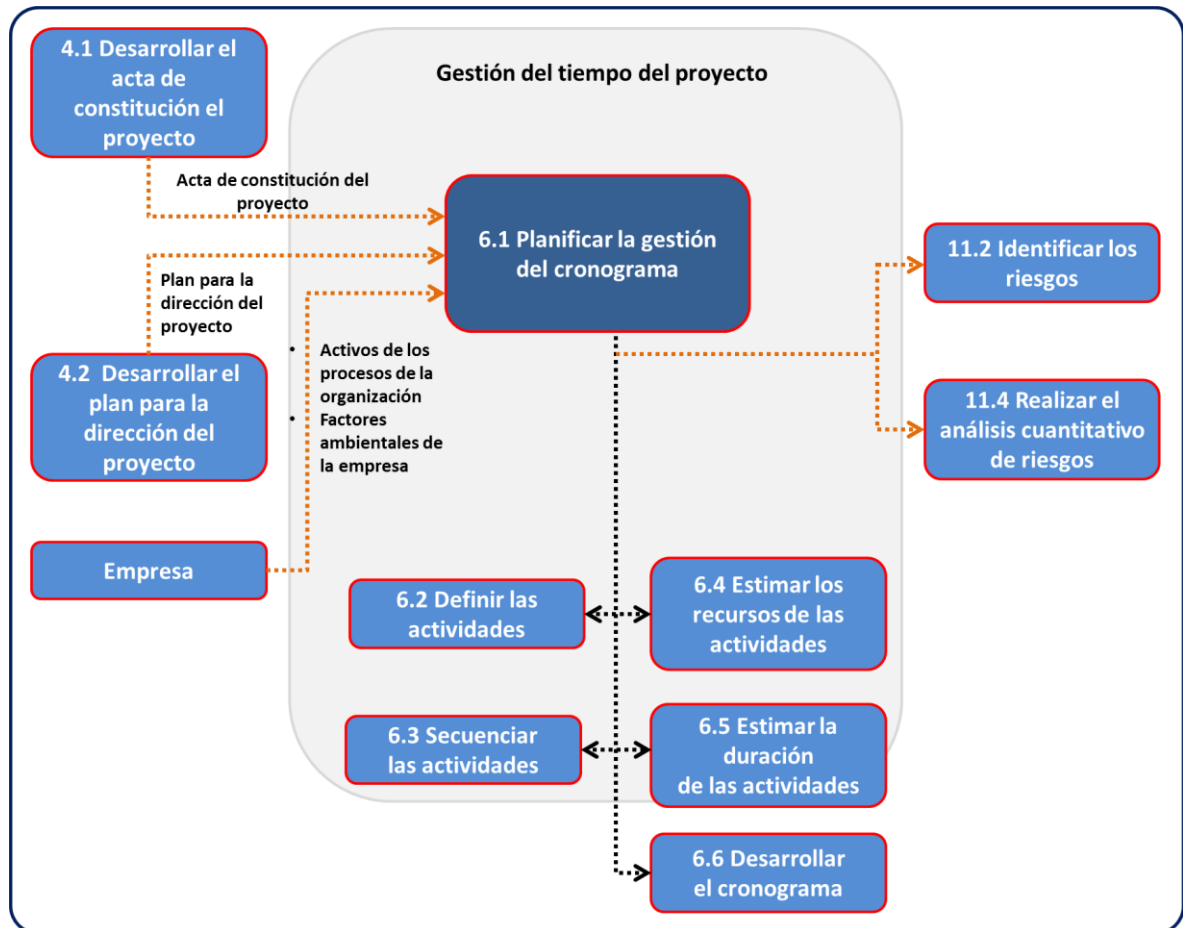 4.1 Desarrollar el
acta de
constitución el
proyecto
Gestión del tiempo del proyecto
Acta de constitución del
proyecto
6.1 Planificar la gestión
del cronograma
11.2 Identificar los
riesgos
Plan para la
dirección del
proyecto
4.2 Desarrollar el
plan para la
dirección del
proyecto
• Activos de los
procesos de la
organización
• Factores
ambientales de
la empresa
11.4 Realizar el
análisis cuantitativo
de riesgos
Empresa
6.2 Definir las
actividades
6.4 Estimar los
recursos de las
actividades
6.3 Secuenciar
las actividades
6.5 Estimar la
duración
de las actividades
6.6 Desarrollar
el cronograma